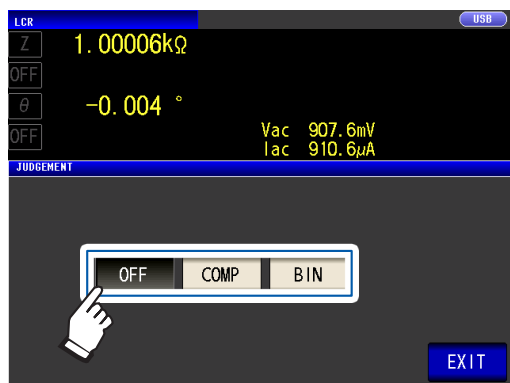 LCR USB
Z 1.00006kΩ
OFF
θ -0.004 °
OFF Vac 907.6mV
Iac 910.6μA
JUDGEMENT
OFF COMP BIN
EXIT